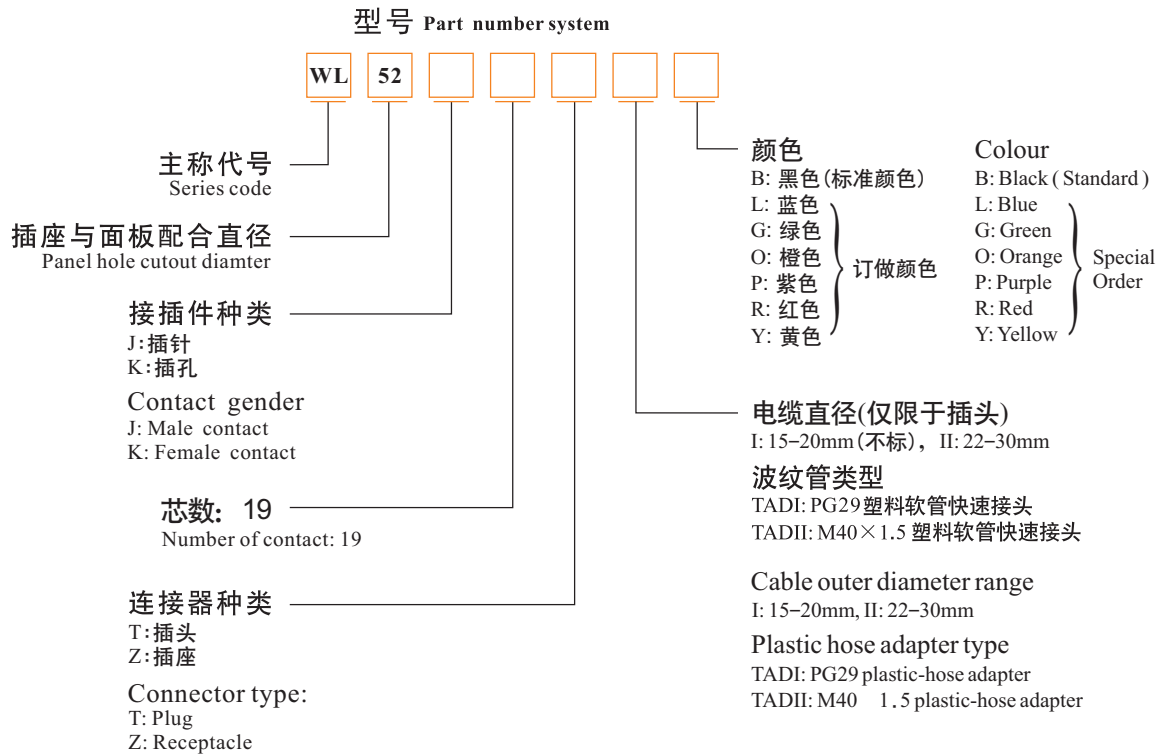 型号 Part number system
WL 52
主称代号
Series code
插座与面板配合直径
Panel hole cutout diamter
接插件种类
J:插针
K:插孔
Contact gender
J: Male contact
K: Female contact
芯数: 19
Number of contact: 19
连接器种类
T:插头
Z:插座
Connector type:
T: Plug
Z: Receptacle
颜色
B: 黑色(标准颜色)
L: 蓝色
G: 绿色
O: 橙色
P: 紫色
R: 红色
Y: 黄色
订做颜色
Colour
B: Black ( Standard )
L: Blue
G: Green
O: Orange
P: Purple
R: Red
Y: Yellow
Special
Order
电缆直径(仅限于插头)
I: 15-20mm(不标), II: 22-30mm
波纹管类型
TADI: PG29塑料软管快速接头
TADII: M40×1.5 塑料软管快速接头
Cable outer diameter range
I: 15-20mm, II: 22-30mm
Plastic hose adapter type
TADI: PG29 plastic-hose adapter
TADII: M40 1.5 plastic-hose adapter